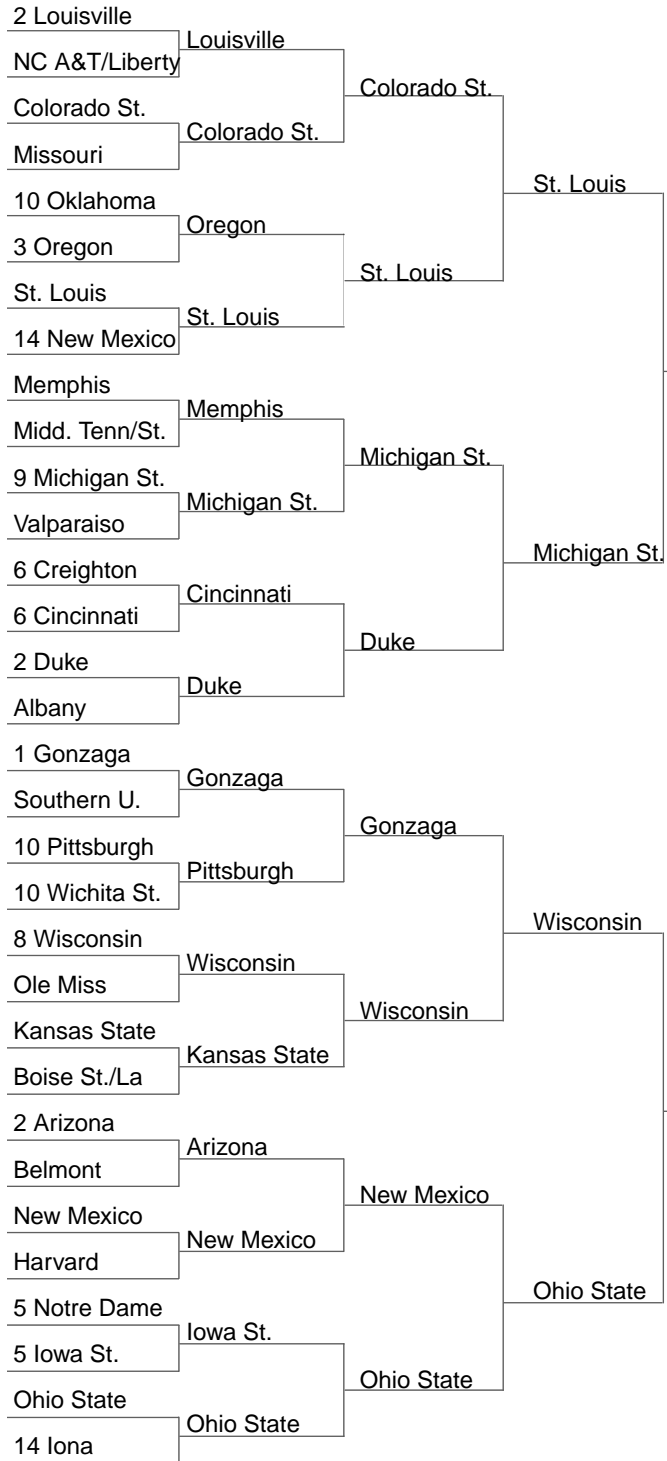 2 Louisville
NC A&T/Liberty
Colorado St.
Missouri
10 Oklahoma
3 Oregon
St. Louis
14 New Mexico
Memphis
Midd. Tenn/St.
9 Michigan St.
Valparaiso
6 Creighton
6 Cincinnati
2 Duke
Albany
1 Gonzaga
Southern U.
10 Pittsburgh
10 Wichita St.
8 Wisconsin
Ole Miss
Kansas State
Boise St./La
2 Arizona
Belmont
New Mexico
Harvard
5 Notre Dame
5 Iowa St.
Ohio State
14 Iona
Louisville
Colorado St.
Oregon
St. Louis
Memphis
Michigan St.
Cincinnati
Duke
Gonzaga
Pittsburgh
Wisconsin
Kansas State
Arizona
New Mexico
Iowa St.
Ohio State
Colorado St.
St. Louis
Michigan St.
Duke
Gonzaga
Wisconsin
New Mexico
Ohio State
St. Louis
Michigan St.
Wisconsin
Ohio State